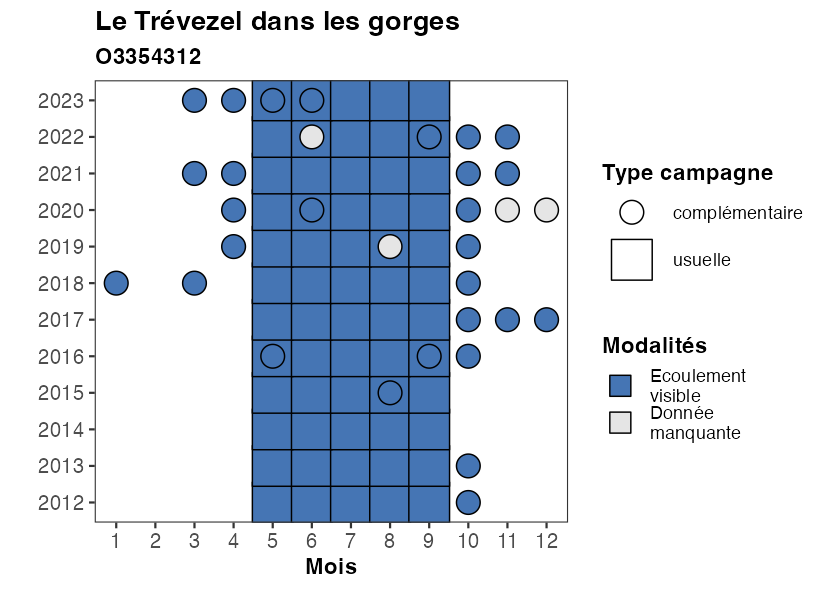 Le Trévezel dans les gorges
O3354312
2023
2022
2021
2020
2019
2018
2017
2016
2015
2014
2013
2012
1 2 3 4 5 6 7 8 9 10 11 12
Mois
Type campagne
complémentaire
usuelle
Modalités
Ecoulement
visible
Donnée
manquante